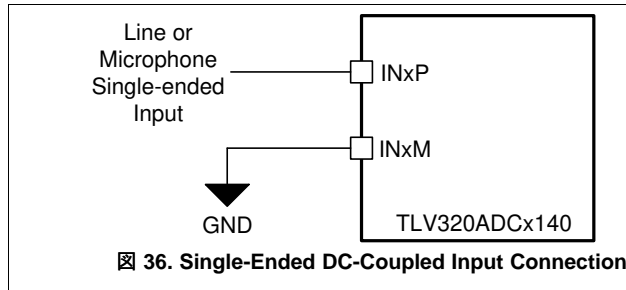 Line or
Microphone
Single-ended
Input
INxP
INxM
GND
TLV320ADCx140
図 36. Single-Ended DC-Coupled Input Connection